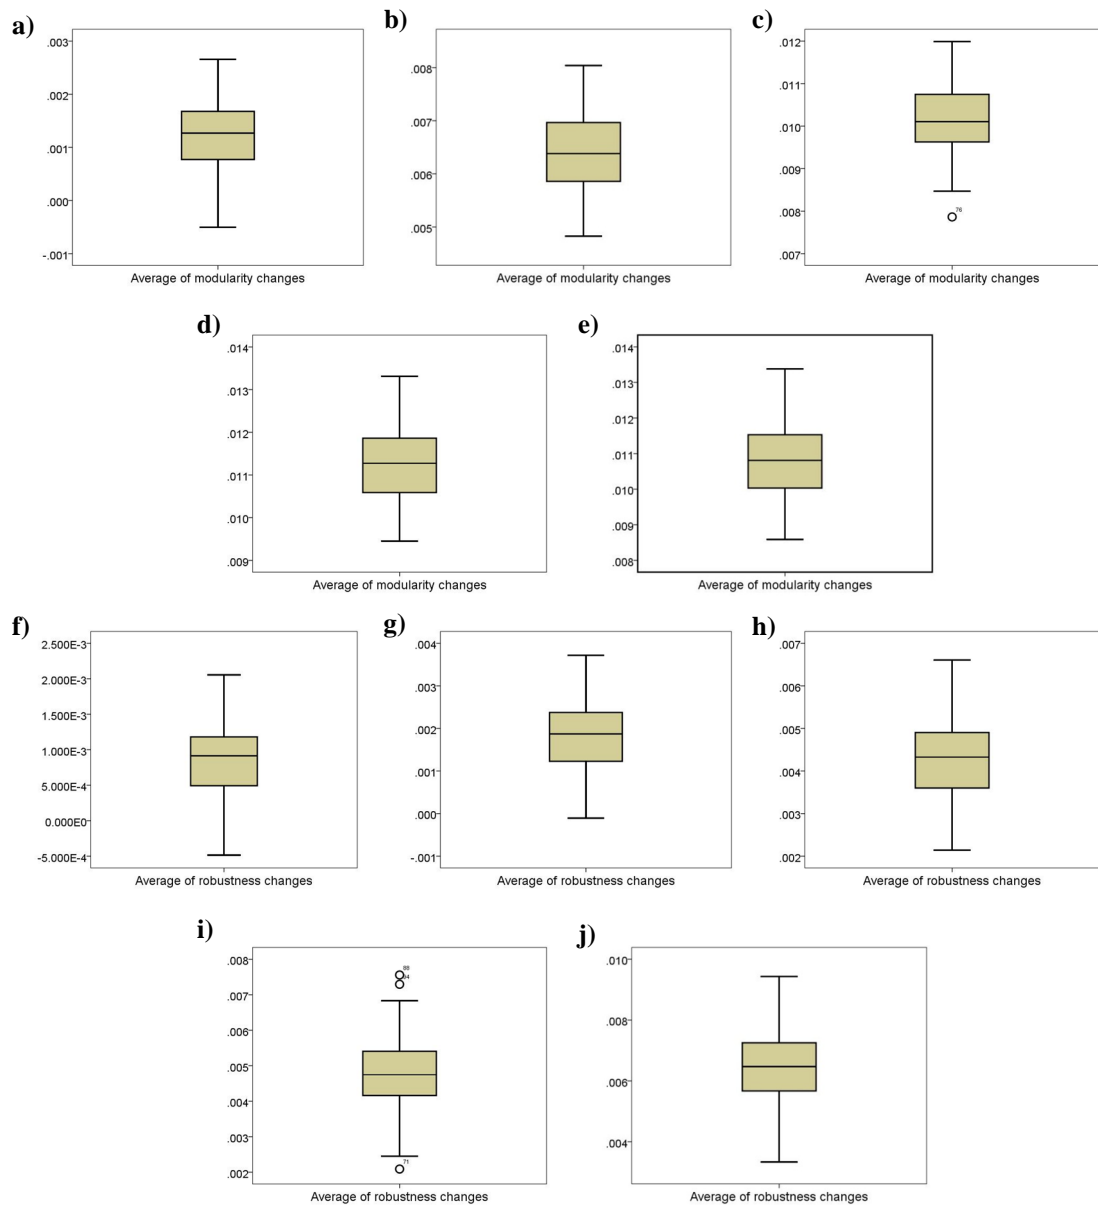 a)
.003
.002
.001
.000
-.001
Average of modularity changes
b)
.008
.007
.006
.005
Average of modularity changes
c)
.012
.011
.010
.009
.008
.007
76
Average of modularity changes
d)
.014
.013
.012
.011
.010
.009
Average of modularity changes
e)
.014
.013
.012
.011
.010
.009
.008
Average of modularity changes
f)
2.500E-3
2.000E-3
1.500E-3
1.000E-3
5.000E-4
0.000E0
-5.000E-4
Average of robustness changes
g)
.004
.003
.002
.001
.000
-.001
Average of robustness changes
h)
.007
.006
.005
.004
.003
.002
Average of robustness changes
i)
.008
.007
.006
.005
.004
.003
.002
71
Average of robustness changes
j)
.010
.008
.006
.004
Average of robustness changes